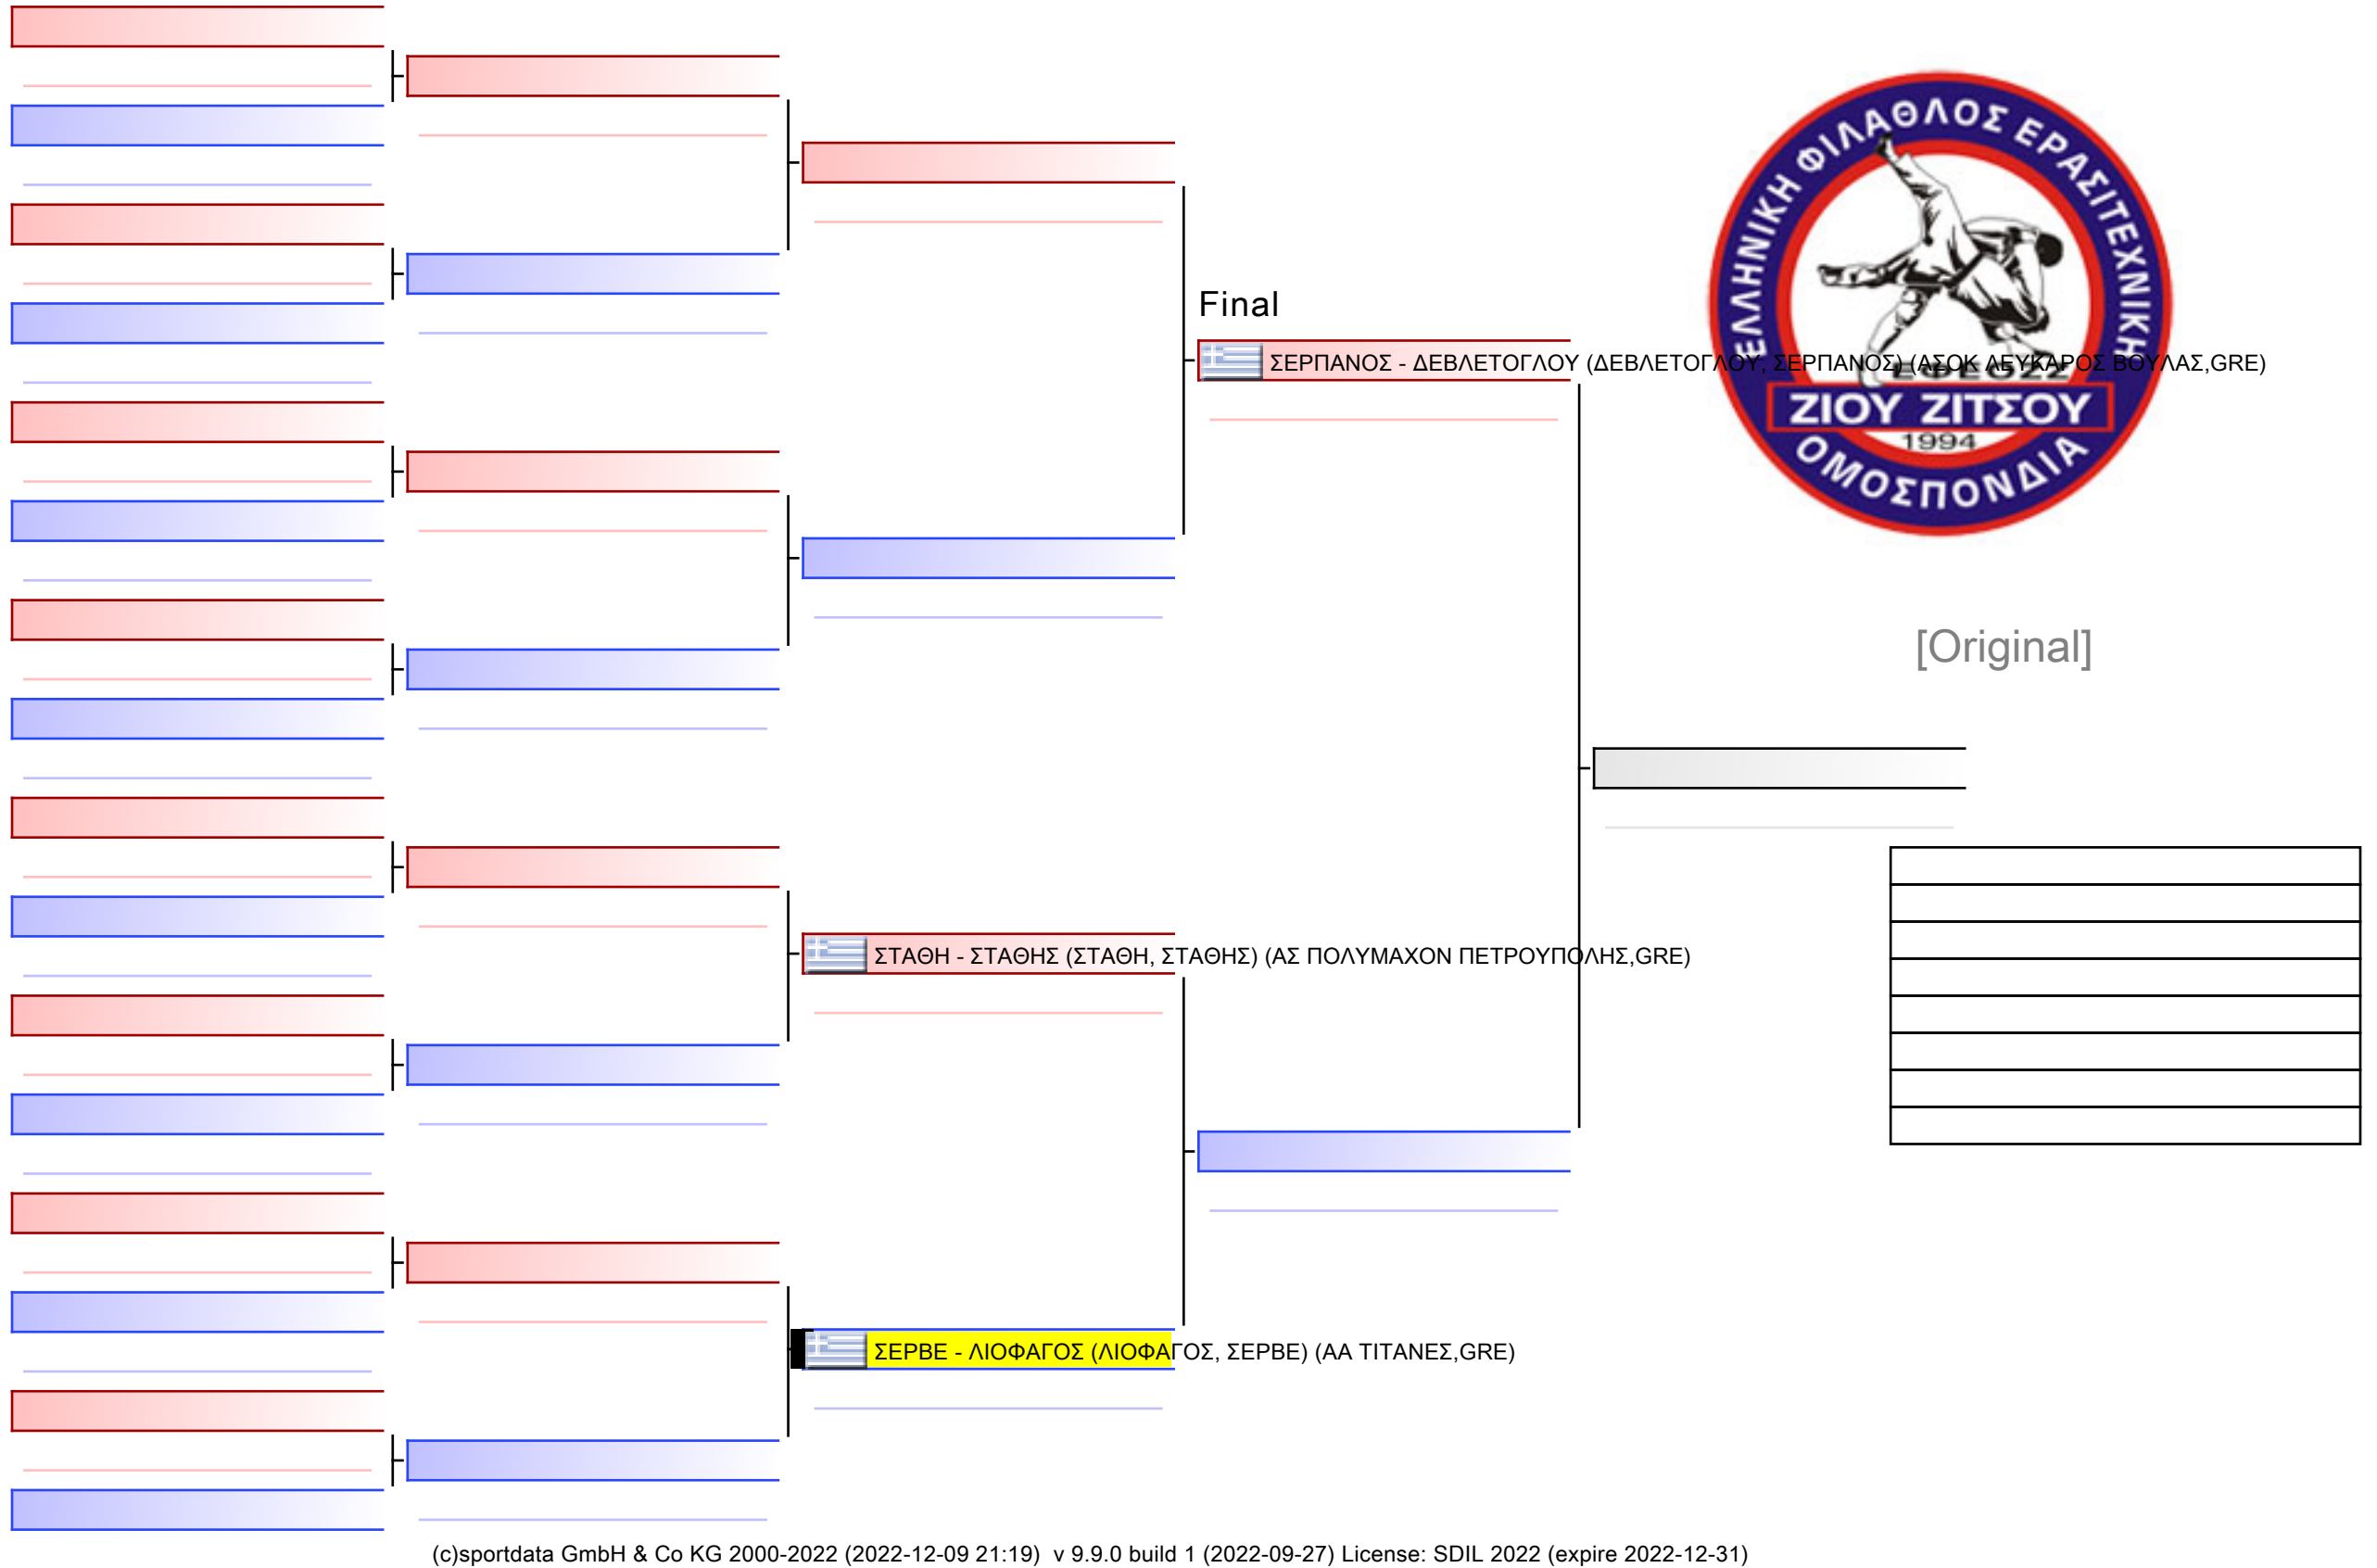 ΕΛΛΗΝΙΚΗ ΦΙΛΑΘΛΟΣ ΕΡΑΣΙΤΕΧΝΙΚΗ
Final
ΣΕΡΠΑΝΟΣ - ΔΕΒΛΕΤΟΓΛΟΥ (ΔΕΒΛΕΤΟΓΛΟΥ, ΣΕΡΠΑΝΟΣ) (ΑΣΟΚ ΛΕΥΚΑΡΟΣ ΒΟΥΛΑΣ,GRE)
ΖΙΟΥ ΖΙΤΣΟΥ
1994
ΟΜΟΣΠΟΝΔΙΑ
[Original]
ΣΤΑΘΗ - ΣΤΑΘΗΣ (ΣΤΑΘΗ, ΣΤΑΘΗΣ) (ΑΣ ΠΟΛΥΜΑΧΟΝ ΠΕΤΡΟΥΠΟΛΗΣ,GRE)
ΣΕΡΒΕ - ΛΙΟΦΑΓΟΣ (ΛΙΟΦΑΓΟΣ, ΣΕΡΒΕ) (ΑΑ ΤΙΤΑΝΕΣ,GRE)
(c)sportdata GmbH & Co KG 2000-2022 (2022-12-09 21:19) v 9.9.0 build 1 (2022-09-27) License: SDIL 2022 (expire 2022-12-31)